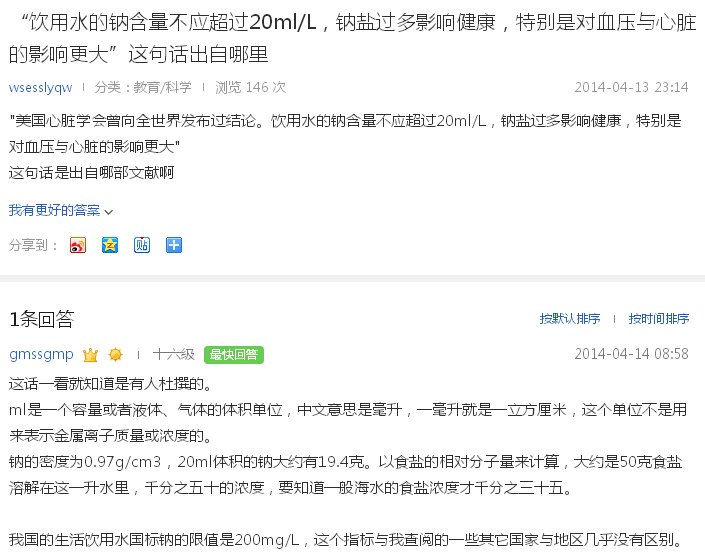 “饮用水的钠含量不应超过20ml/L，钠盐过多影响健康，特别是对血压与心脏
的影响更大”这句话出自哪里
wsesslyqw | 分类：教育/科学 | 浏览 146 次 2014-04-13 23:14
"美国心脏学会曾向全世界发布过结论。饮用水的钠含量不应超过20ml/L，钠盐过多影响健康，特别是
对血压与心脏的影响更大"
这句话是出自哪部文献啊
我有更好的答案
分享到：
贴
1条回答 按默认排序 | 按时间排序
gmssgmp | 十六级 最快回答 2014-04-14 08:58
这话一看就知道是有人杜撰的。
ml是一个容量或者液体、气体的体积单位，中文意思是毫升，一毫升就是一立方厘米，这个单位不是用
来表示金属离子质量或浓度的。
钠的密度为0.97g/cm3，20ml体积的钠大约有19.4克。以食盐的相对分子量来计算，大约是50克食盐
溶解在这一升水里，千分之五十的浓度，要知道一般海水的食盐浓度才千分之三十五。
我国的生活饮用水国标钠的限值是200mg/L，这个指标与我查阅的一些其它国家与地区几乎没有区别。